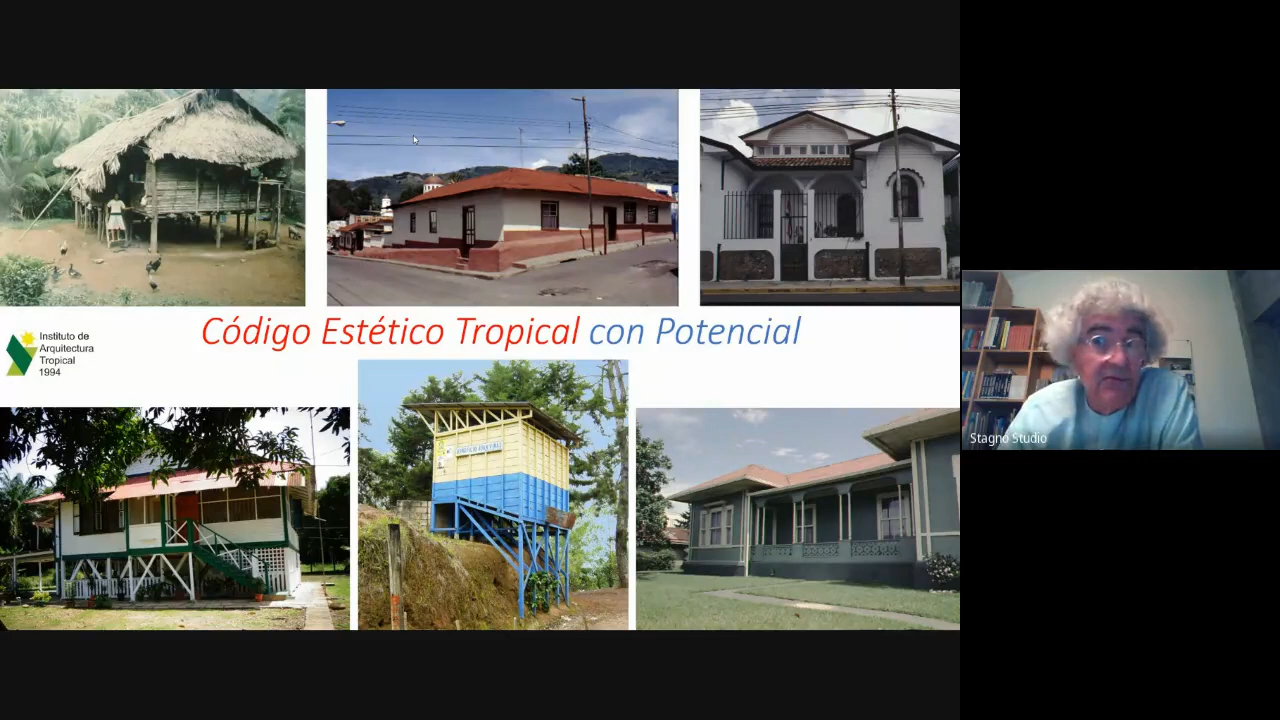 Código Estético Tropical con Potencial
Instituto de
Arquitectura
Tropical
1994
Stagno Studio